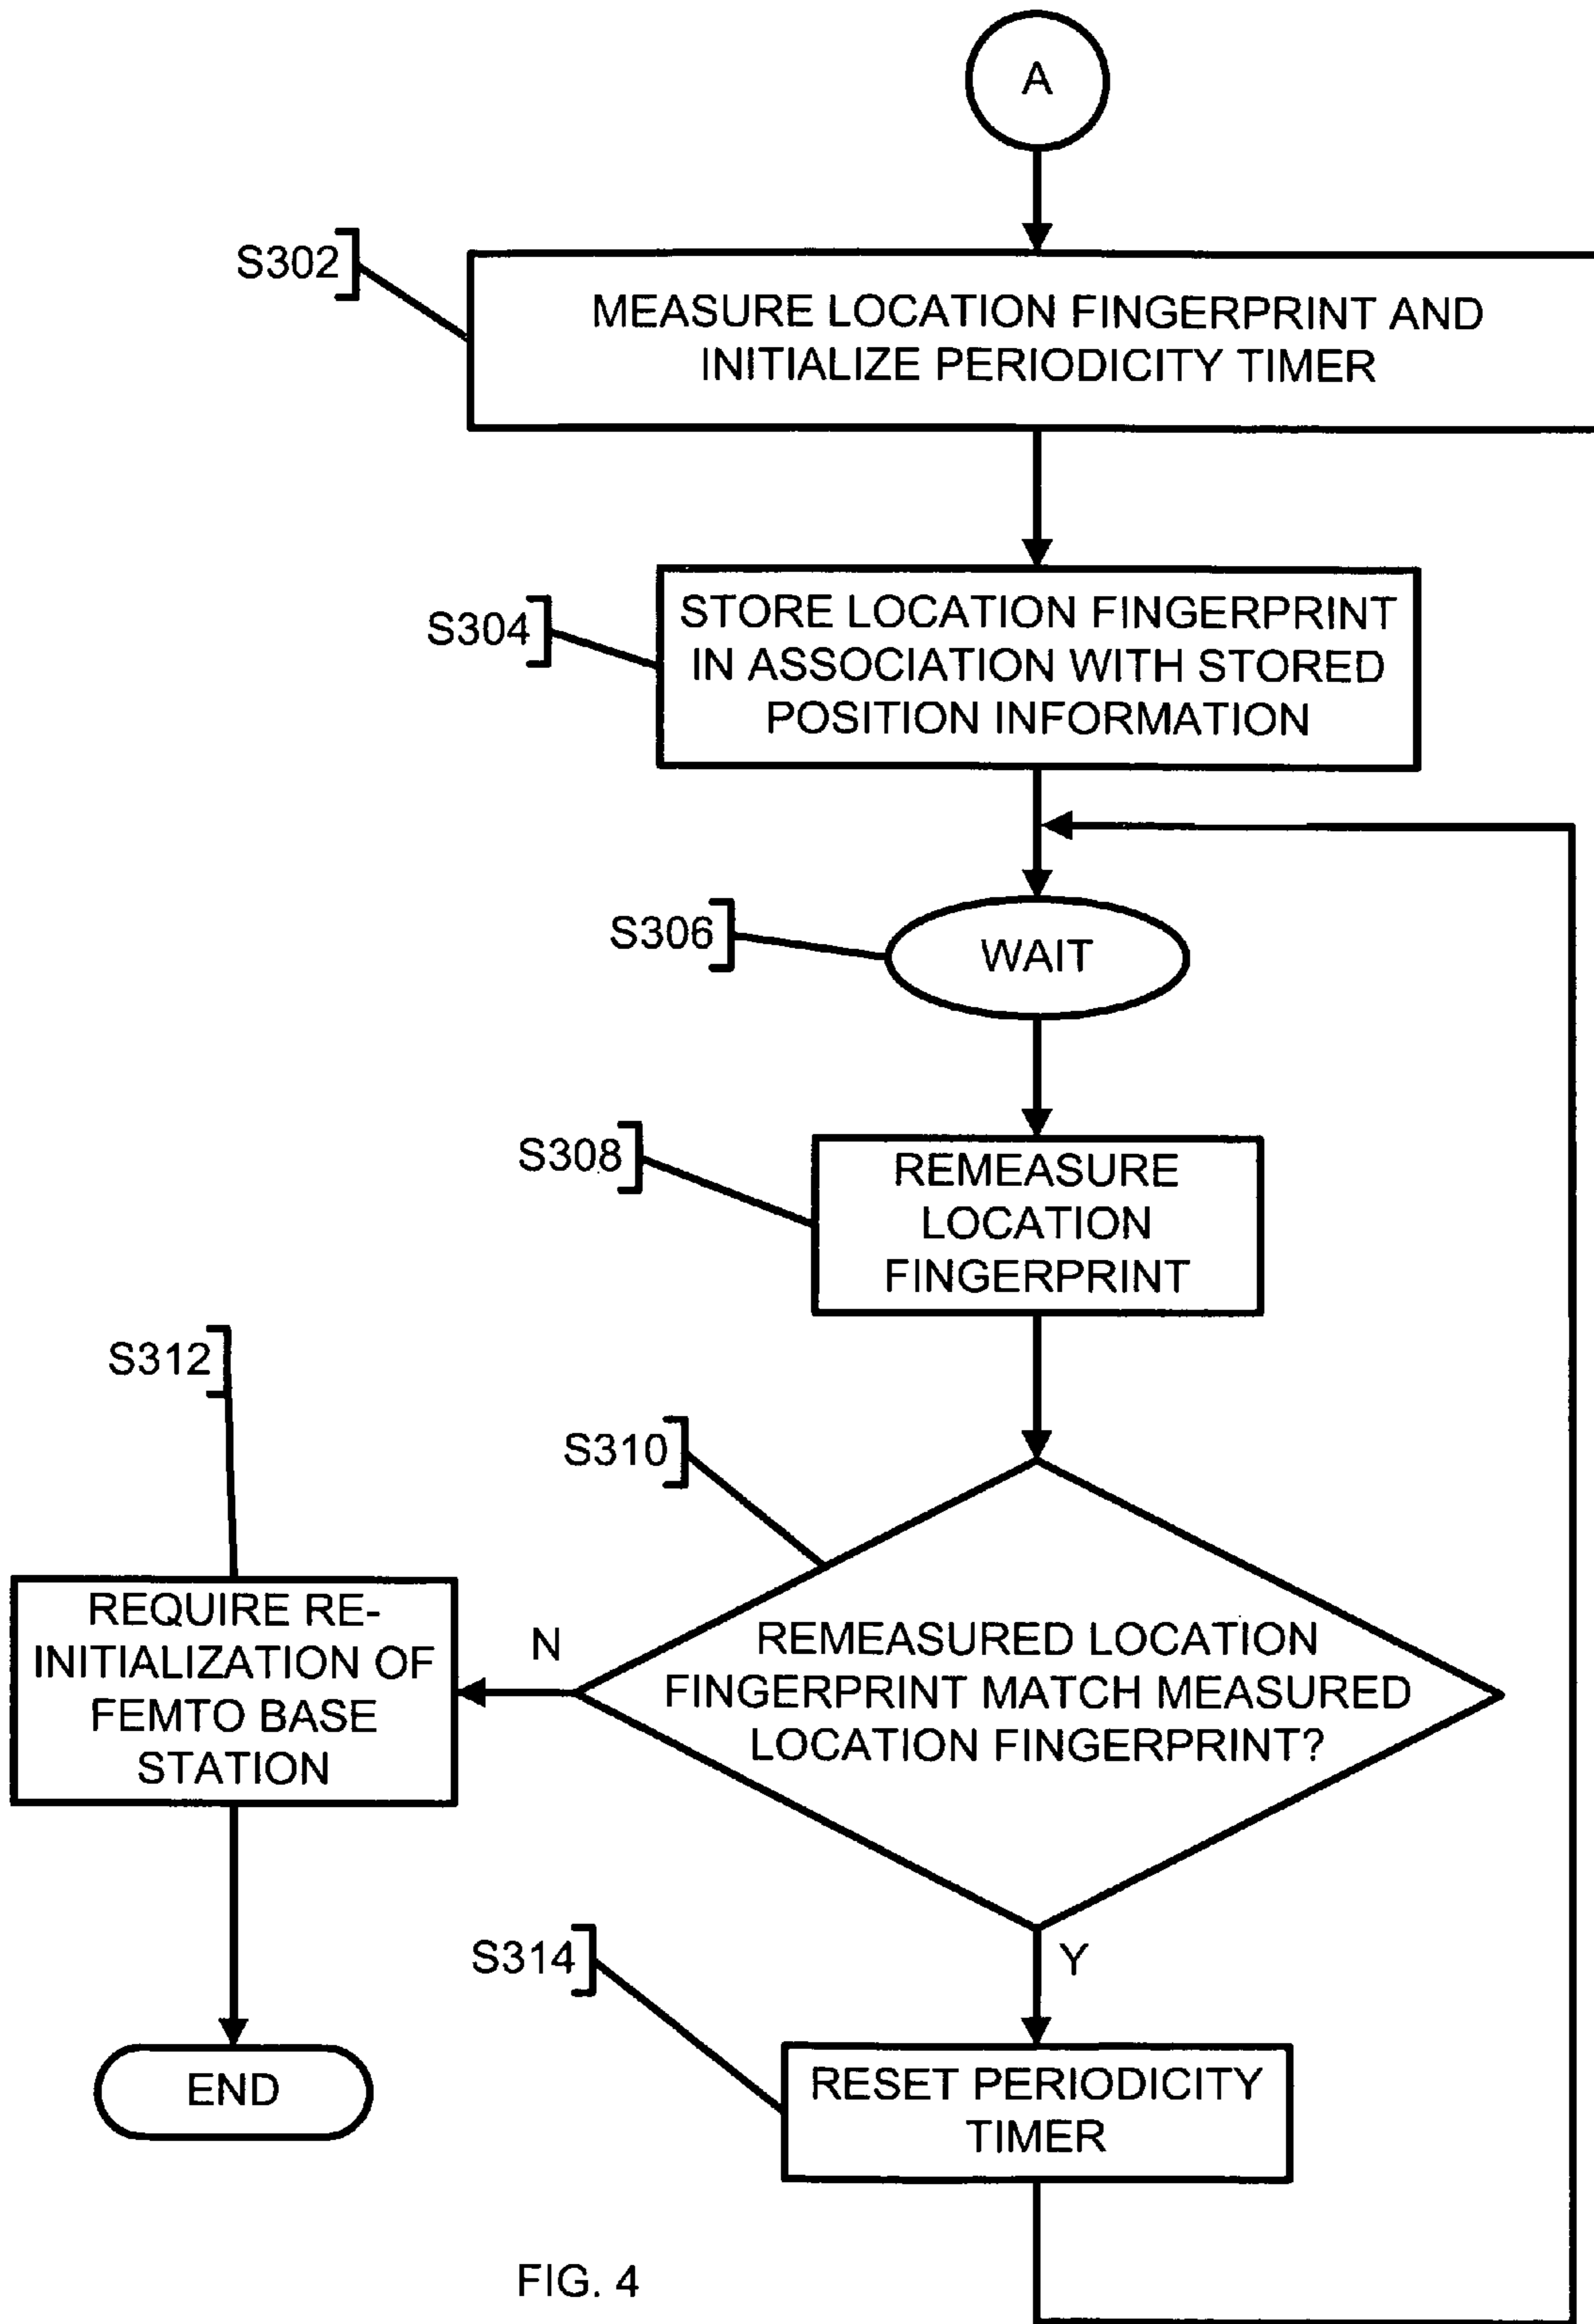 A
S302
MEASURE LOCATION FINGERPRINT AND
INITIALIZE PERIODICITY TIMER
S304
STORE LOCATION FINGERPRINT
IN ASSOCIATION WITH STORED
POSITION INFORMATION
S306
WAIT
S308
REMEASURE
LOCATION
FINGERPRINT
S310
REMEASURED LOCATION
FINGERPRINT MATCH MEASURED
LOCATION FINGERPRINT?
N
S312
REQUIRE RE-
INITIALIZATION OF
FEMTO BASE
STATION
END
Y
S314
RESET PERIODICITY
TIMER
FIG. 4